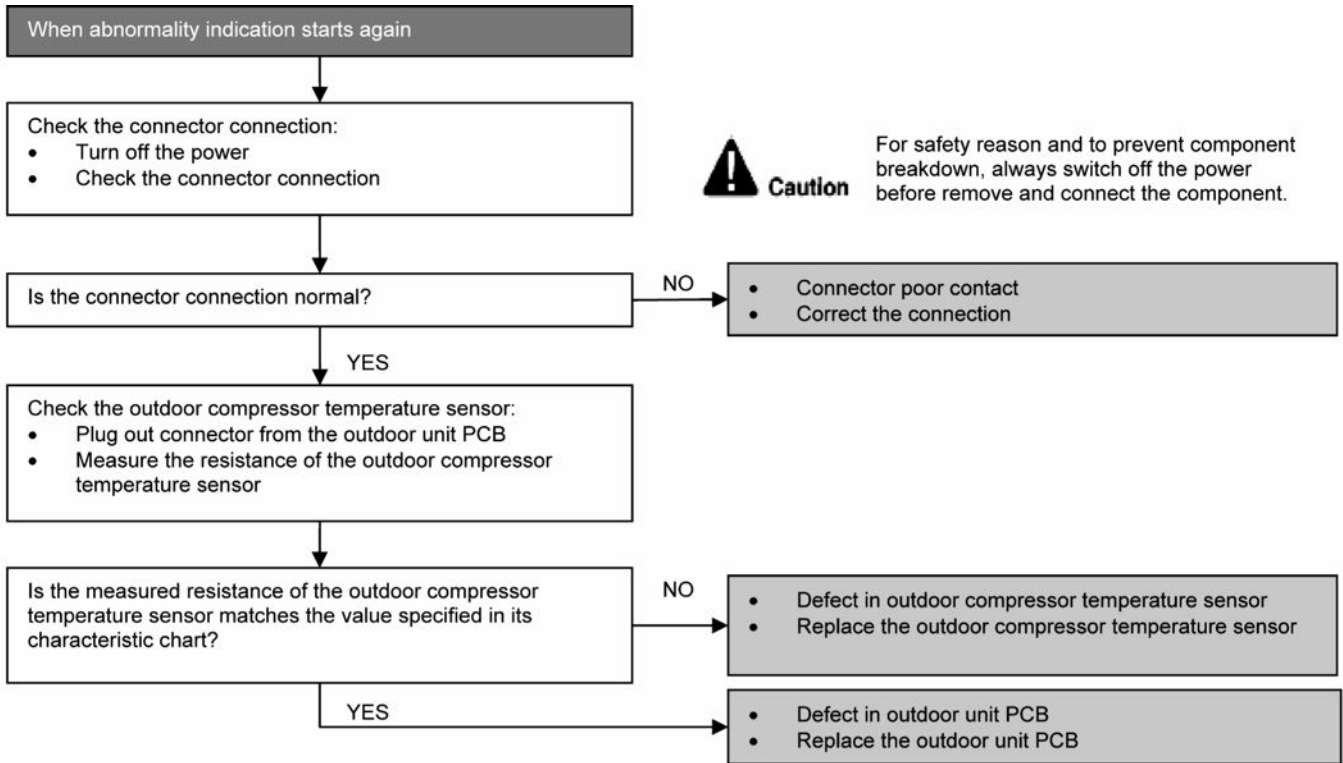 When abnormality indication starts again
Check the connector connection:
• Turn off the power
• Check the connector connection
Caution
For safety reason and to prevent component
breakdown, always switch off the power
before remove and connect the component.
Is the connector connection normal?
NO
• Connector poor contact
• Correct the connection
YES
Check the outdoor compressor temperature sensor:
• Plug out connector from the outdoor unit PCB
• Measure the resistance of the outdoor compressor
temperature sensor
Is the measured resistance of the outdoor compressor
temperature sensor matches the value specified in its
characteristic chart?
NO
• Defect in outdoor compressor temperature sensor
• Replace the outdoor compressor temperature sensor
YES
• Defect in outdoor unit PCB
• Replace the outdoor unit PCB